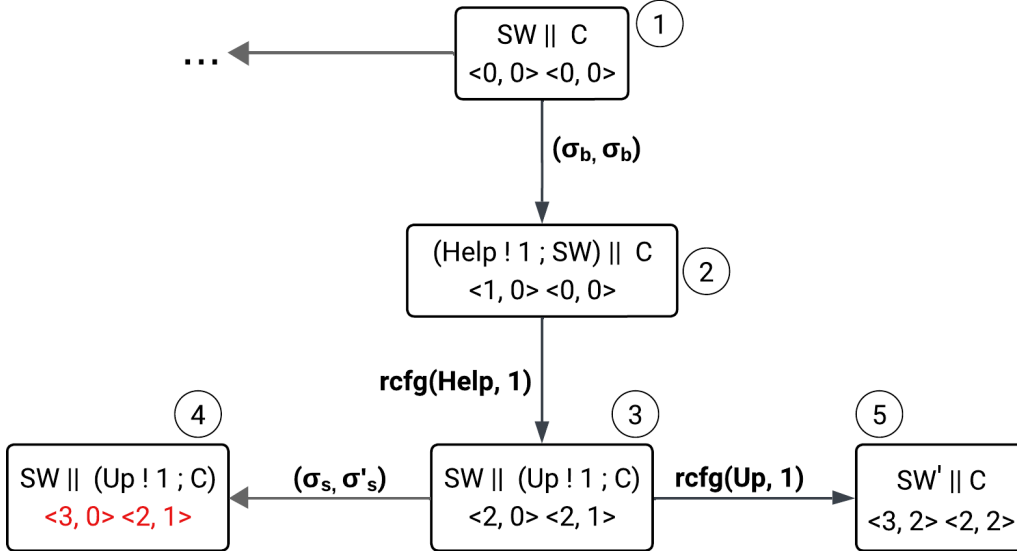 SW || C
1
<0, 0> <0, 0>
...
(σb, σb)
(Help ! 1 ; SW) || C
2
<1, 0> <0, 0>
rcfg(Help, 1)
4
3
5
SW || (Up ! 1 ; C)
<3, 0> <2, 1>
(σs, σ's)
SW || (Up ! 1 ; C)
<2, 0> <2, 1>
rcfg(Up, 1)
SW' || C
<3, 2> <2, 2>